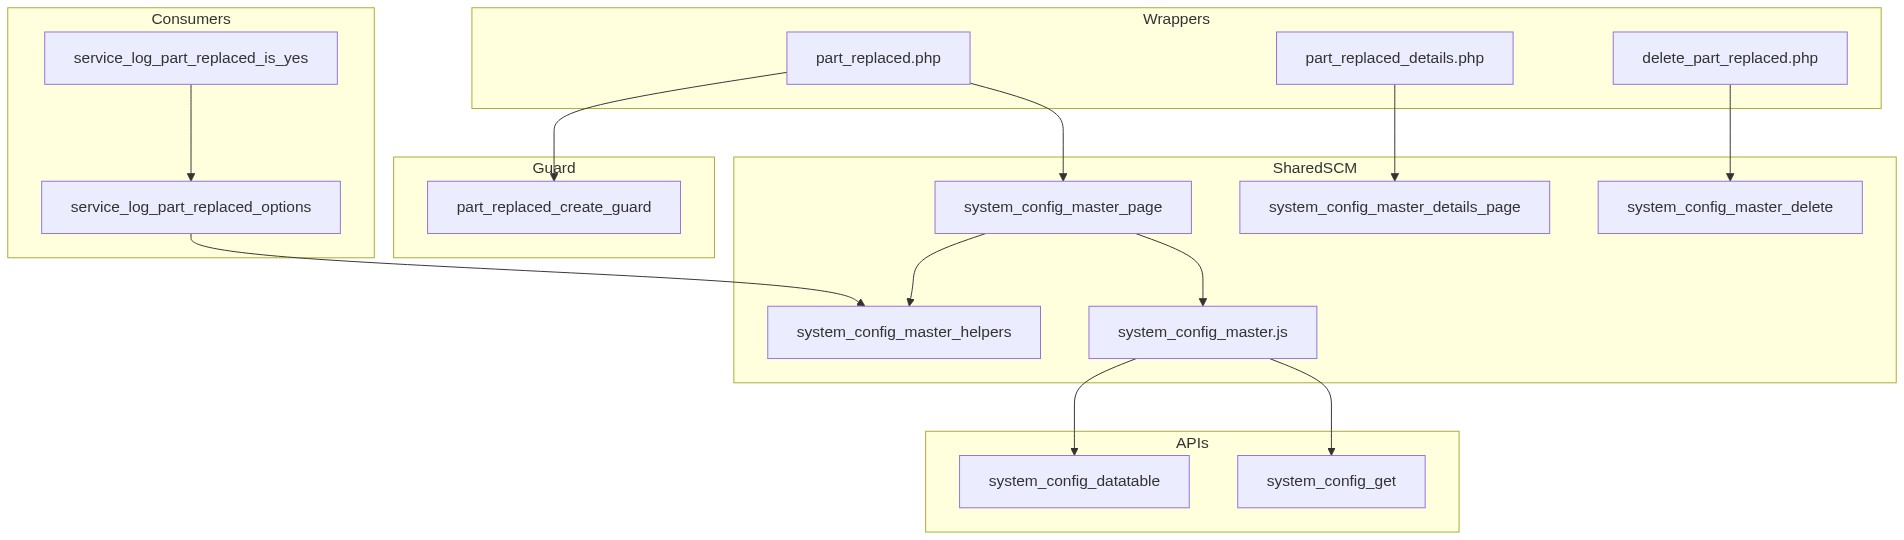 Consumers
service_log_part_replaced_is_yes
service_log_part_replaced_options
Wrappers
part_replaced.php
part_replaced_details.php
delete_part_replaced.php
Guard
part_replaced_create_guard
SharedSCM
system_config_master_page
system_config_master_details_page
system_config_master_delete
system_config_master_helpers
system_config_master.js
APIs
system_config_datatable
system_config_get